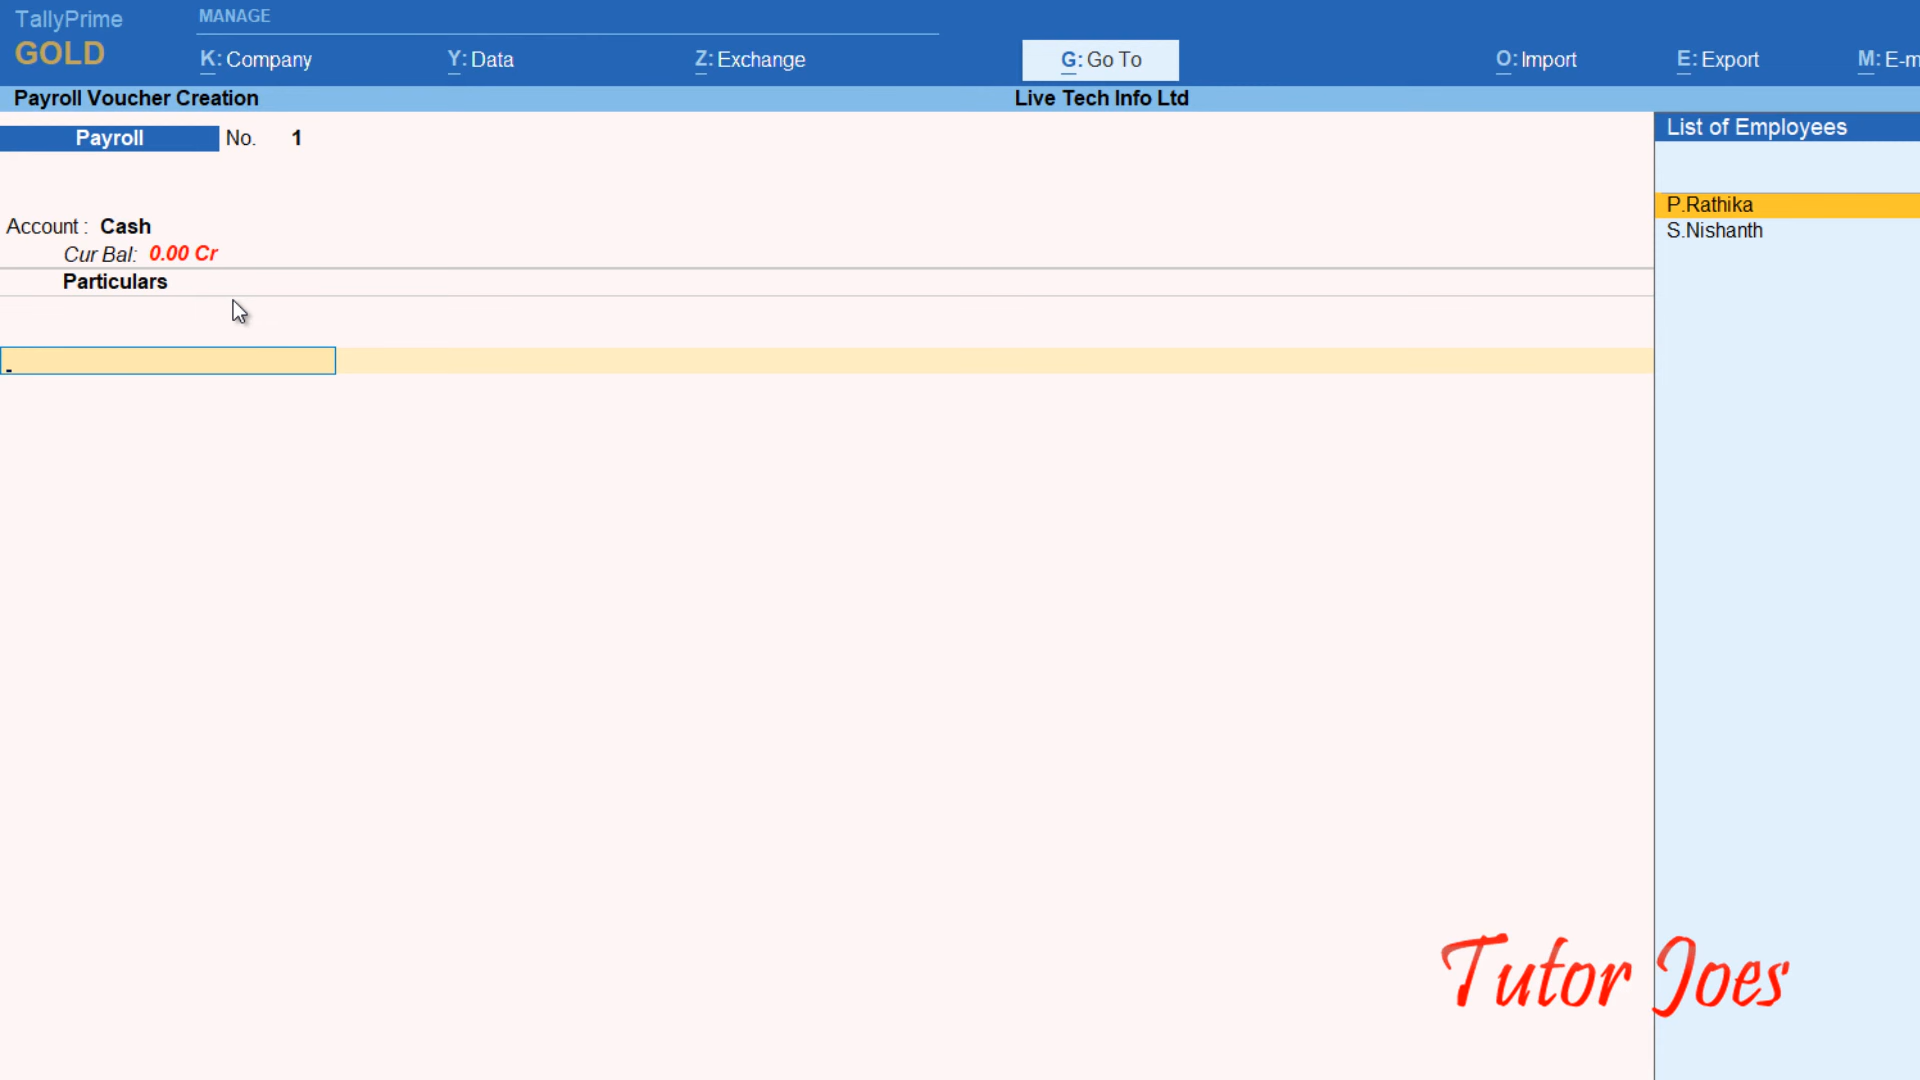 TallyPrime
GOLD
MANAGE
K: Company
Y: Data
Z: Exchange
G: Go To
O: Import
E: Export
M: E-m
Payroll Voucher Creation
Live Tech Info Ltd
Payroll No. 1
List of Employees
P.Rathika
S.Nishanth
Account : Cash
Cur Bal: 0.00 Cr
Particulars
Tutor Joes